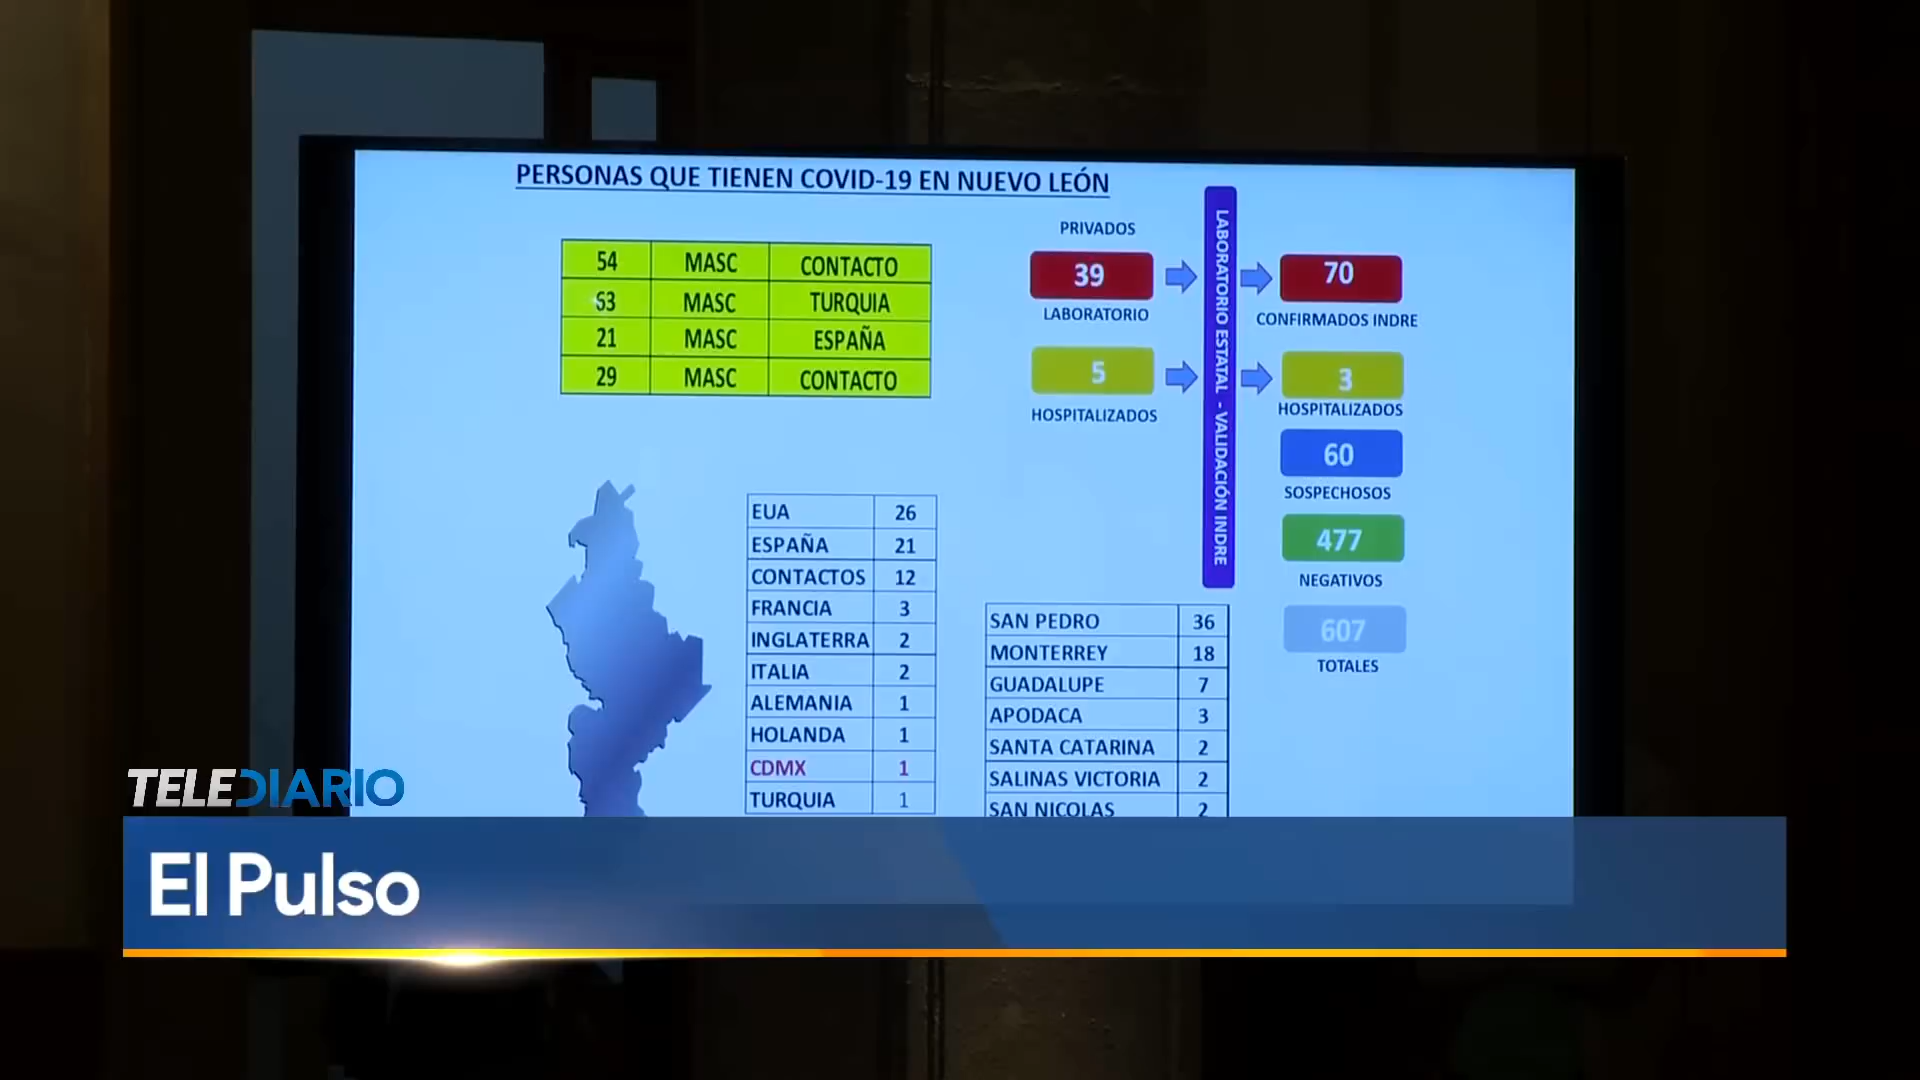 PERSONAS QUE TIENEN COVID-19 EN NUEVO LEÓN
54 MASC CONTACTO
63 MASC TURQUIA
21 MASC ESPAÑA
29 MASC CONTACTO
PRIVADOS
39
LABORATORIO
5
HOSPITALIZADOS
LABORATORIO ESTATAL - VALIDACIÓN INDRE
70
CONFIRMADOS INDRE
3
HOSPITALIZADOS
60
SOSPECHOSOS
477
NEGATIVOS
607
TOTALES
EUA 26
ESPAÑA 21
CONTACTOS 12
FRANCIA 3
INGLATERRA 2
ITALIA 2
ALEMANIA 1
HOLANDA 1
CDMX 1
TURQUIA 1
SAN PEDRO 36
MONTERREY 18
GUADALUPE 7
APODACA 3
SANTA CATARINA 2
SALINAS VICTORIA 2
SAN NICOLAS 2
TELEDIARIO
El Pulso